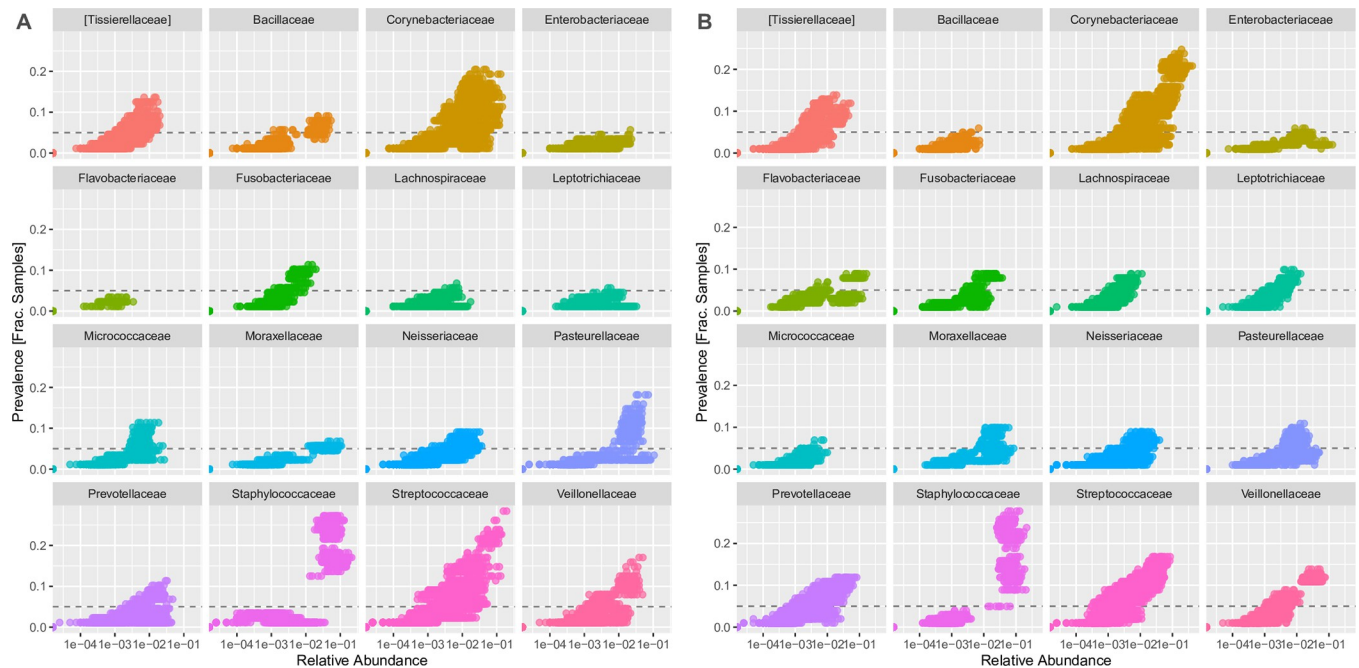 A
B
[Tissierellaceae] Bacillaceae Corynebacteriaceae Enterobacteriaceae
[Tissierellaceae] Bacillaceae Corynebacteriaceae Enterobacteriaceae
0.2
0.1
0.0
0.2
0.1
0.0
Flavobacteriaceae Fusobacteriaceae Lachnospiraceae Leptotrichiaceae
Flavobacteriaceae Fusobacteriaceae Lachnospiraceae Leptotrichiaceae
0.2
0.1
0.0
0.2
0.1
0.0
Prevalence [Frac. Samples]
Prevalence [Frac. Samples]
Micrococcaceae Moraxellaceae Neisseriaceae Pasteurellaceae
Micrococcaceae Moraxellaceae Neisseriaceae Pasteurellaceae
0.2
0.1
0.0
0.2
0.1
0.0
Prevotellaceae Staphylococcaceae Streptococcaceae Veillonellaceae
Prevotellaceae Staphylococcaceae Streptococcaceae Veillonellaceae
0.2
0.1
0.0
0.2
0.1
0.0
1e-041e-031e-021e-01 1e-041e-031e-021e-01 1e-041e-031e-021e-01 1e-041e-031e-021e-01
1e-041e-031e-021e-01 1e-041e-031e-021e-01 1e-041e-031e-021e-01 1e-041e-031e-021e-01
Relative Abundance
Relative Abundance